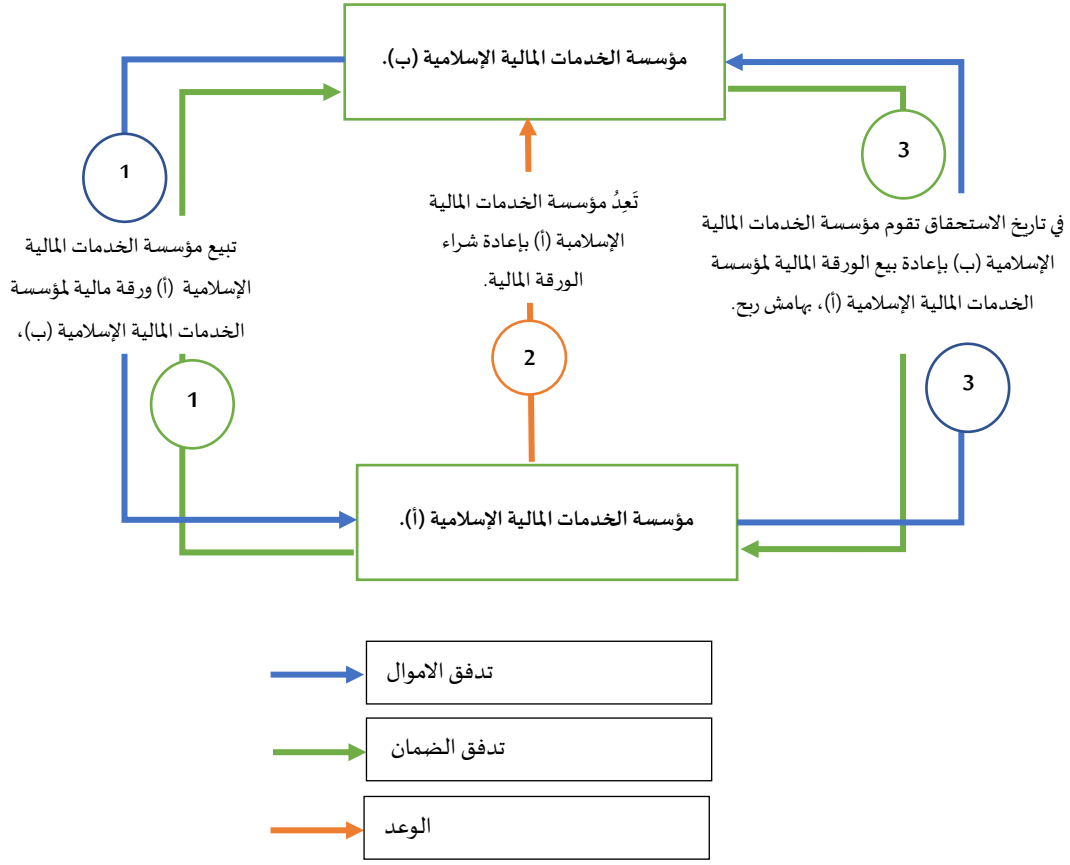 مؤسسة الخدمات المالية الإسلامية (ب).
1
3
تَعِدُ مؤسسة الخدمات المالية
الإسلامية (أ) بإعادة شراء
الورقة المالية.
في تاريخ الاستحقاق تقوم مؤسسة الخدمات المالية
الإسلامية (ب) بإعادة بيع الورقة المالية لمؤسسة
الخدمات المالية الإسلامية (أ)، بهامش ربح.
تبيع مؤسسة الخدمات المالية
الإسلامية (أ) ورقة مالية لمؤسسة
الخدمات المالية الإسلامية (ب)،
2
3
1
مؤسسة الخدمات المالية الإسلامية (أ).
تدفق الاموال
تدفق الضمان
الوعد